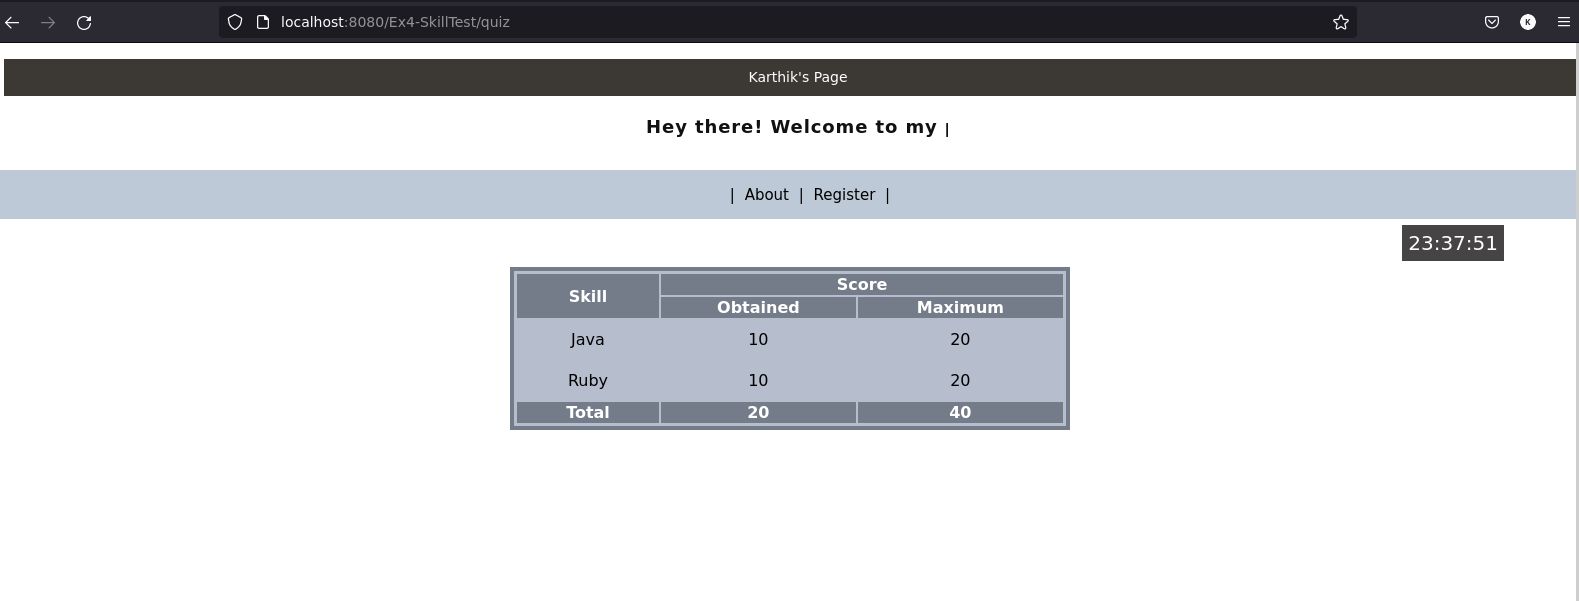 localhost:8080/Ex4-SkillTest/quiz
K
Karthik's Page
Hey there! Welcome to my |
| About | Register |
23:37:51
Skill Score
Obtained Maximum
Java 10 20
Ruby 10 20
Total 20 40